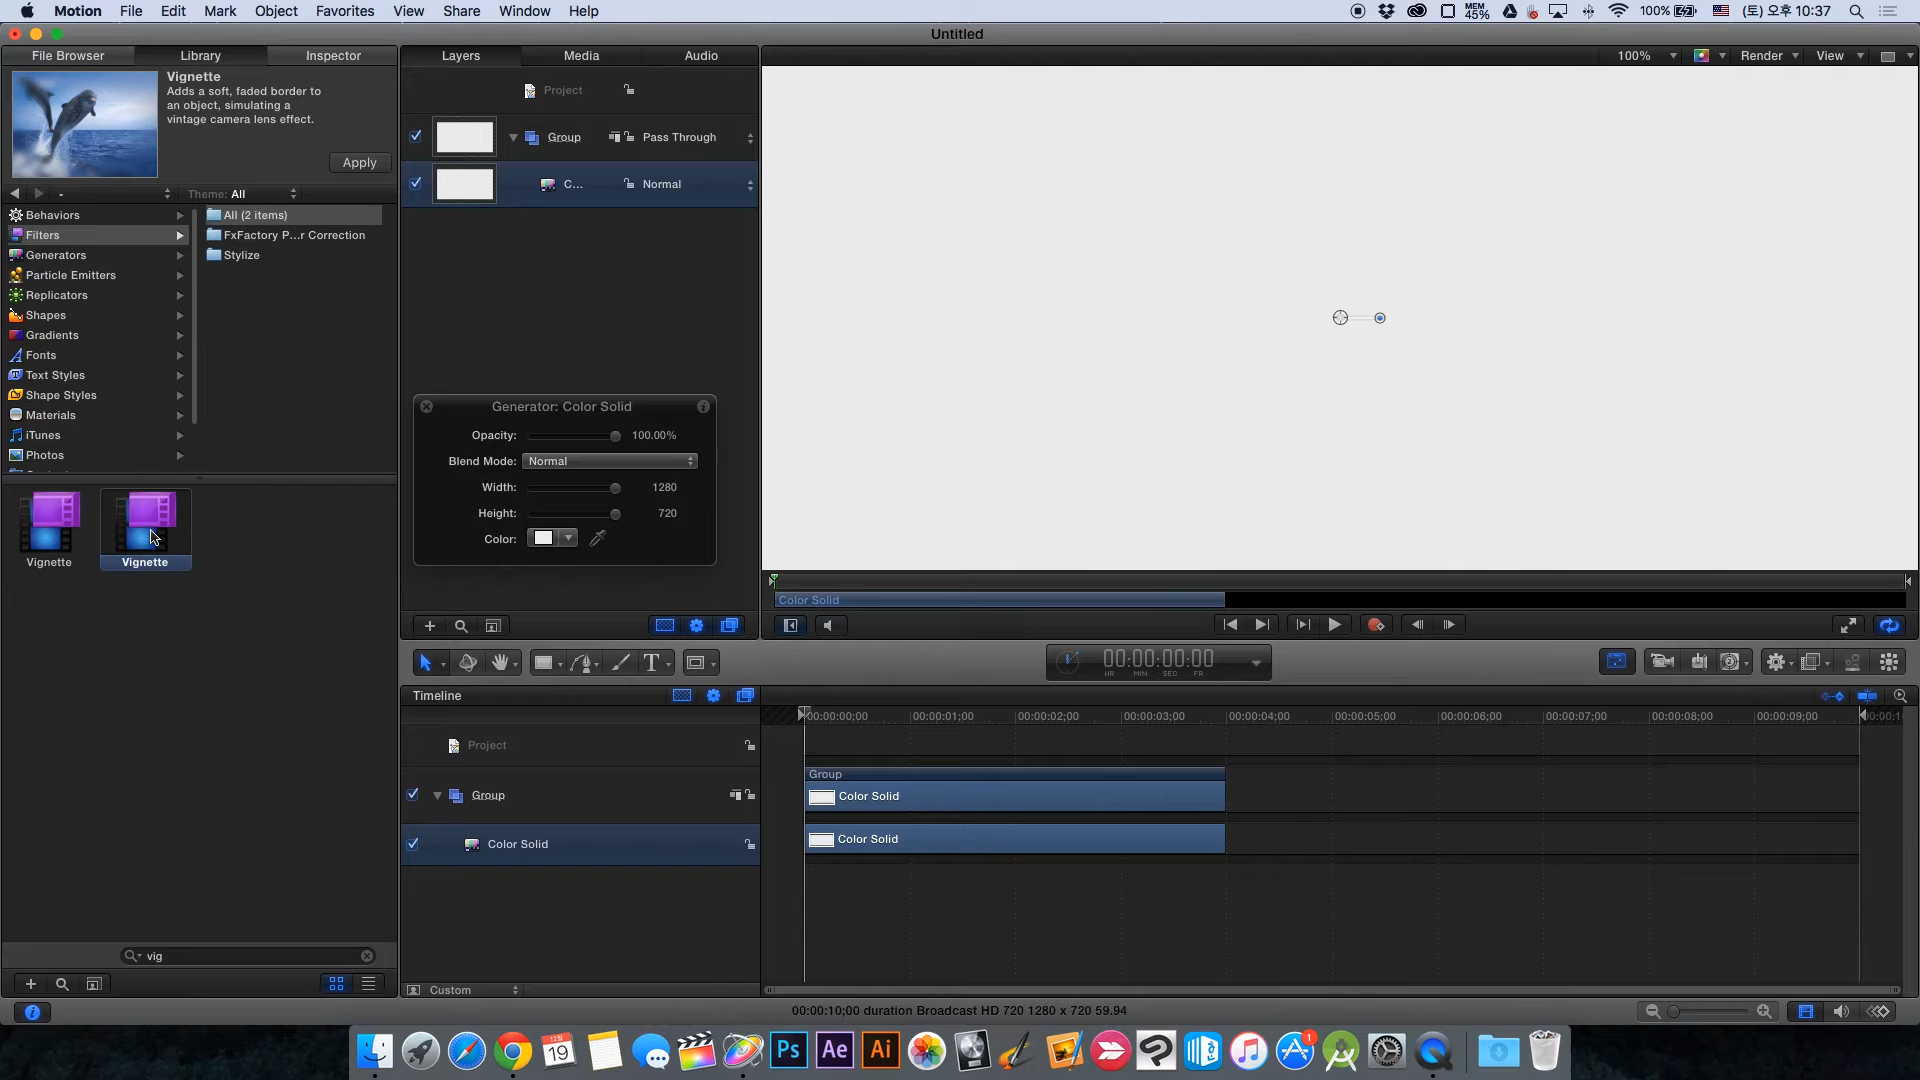 Motion File Edit Mark Object Favorites View Share Window Help
MEM 45% 100% (토) 오후 10:37
Untitled
File Browser Library Inspector
Layers Media Audio
100% Render View
Vignette
Adds a soft, faded border to
an object, simulating a
vintage camera lens effect.
Apply
- Theme: All
Behaviors
Filters
Generators
Particle Emitters
Replicators
Shapes
Gradients
Fonts
Text Styles
Shape Styles
Materials
iTunes
Photos
All (2 items)
FxFactory P...r Correction
Stylize
Vignette
Vignette
vig
Project
Group Pass Through
C... Normal
Generator: Color Solid
Opacity: 100.00%
Blend Mode: Normal
Width: 1280
Height: 720
Color:
Color Solid
T
00:00:00:00
HR MIN SEC FR
Timeline
00:00:00;00 00:00:01;00 00:00:02;00 00:00:03;00 00:00:04;00 00:00:05;00 00:00:06;00 00:00:07;00 00:00:08;00 00:00:09;00 00:00:1
Project
Group
Group
Color Solid
Color Solid
Color Solid
Custom
00:00:10;00 duration Broadcast HD 720 1280 x 720 59.94
12월
19
Ps Ae Ai
1